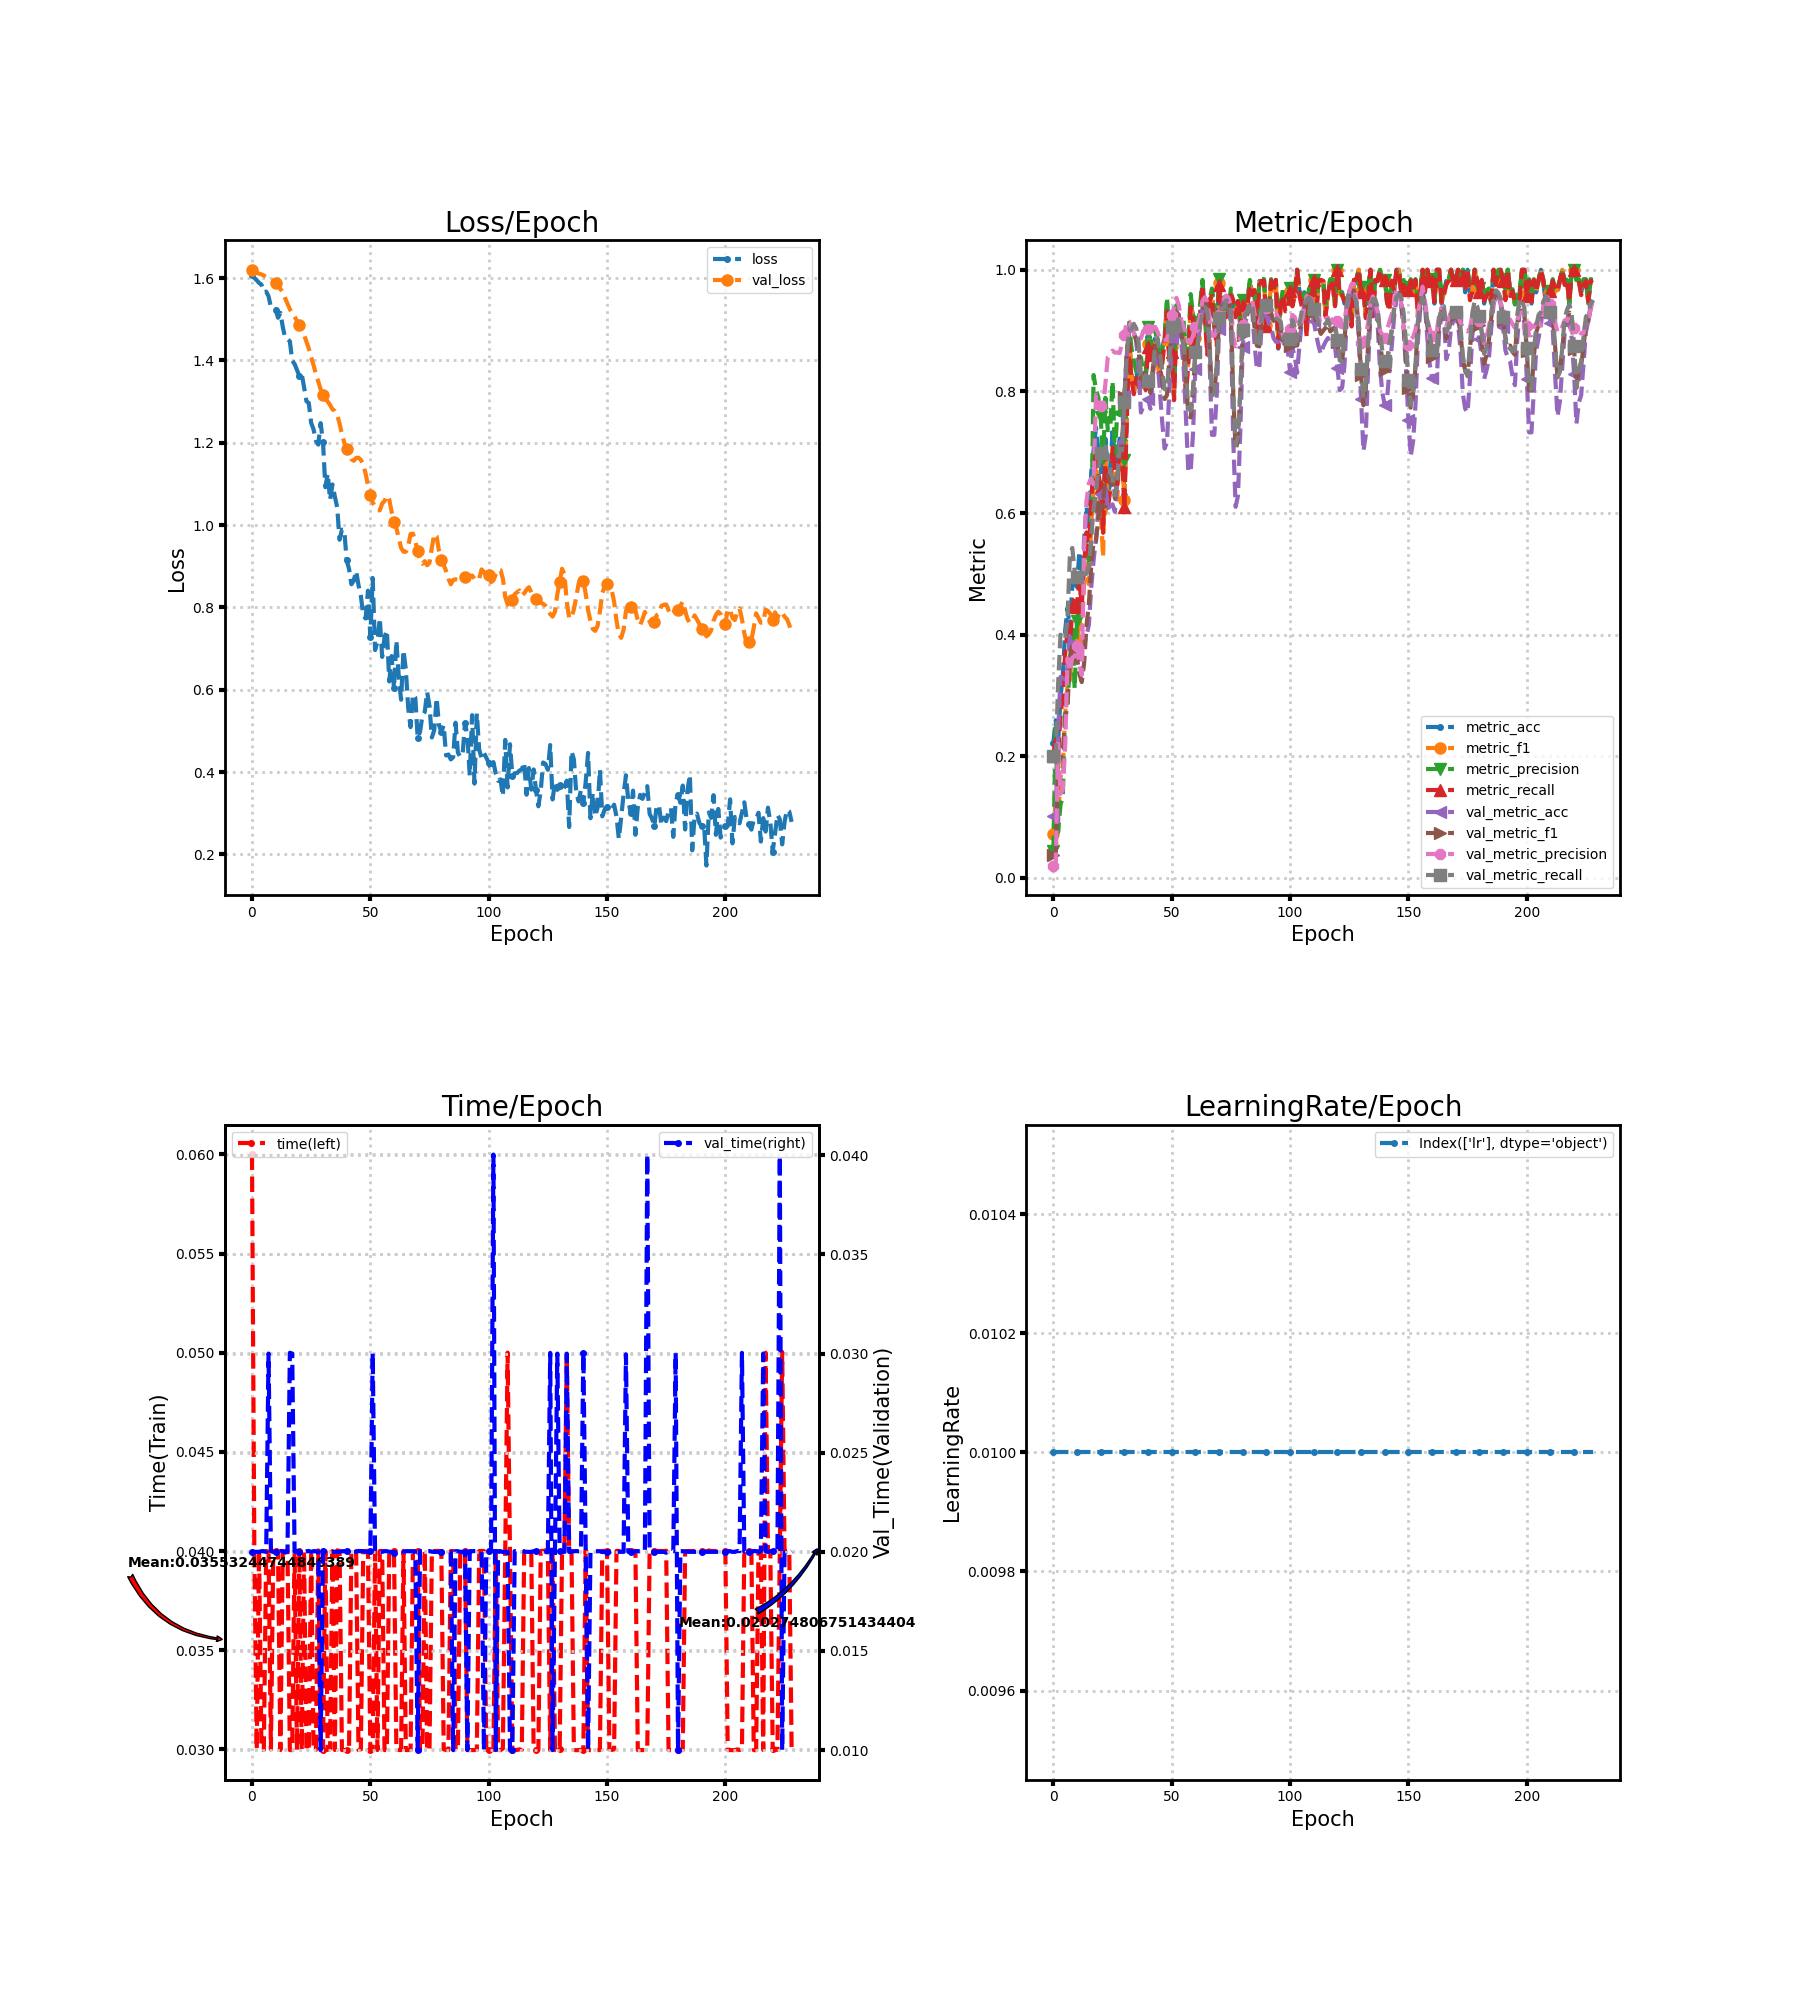 Loss/Epoch
Loss
1.6
1.4
1.2
1.0
0.8
0.6
0.4
0.2
loss
val_loss
0 50 100 150 200
Epoch
Metric/Epoch
Metric
1.0
0.8
0.6
0.4
0.2
0.0
metric_acc
metric_f1
metric_precision
metric_recall
val_metric_acc
val_metric_f1
val_metric_precision
val_metric_recall
0 50 100 150 200
Epoch
Time/Epoch
Time(Train)
0.060
0.055
0.050
0.045
0.040
0.035
0.030
time(left)
val_time(right)
0.040
0.035
0.030
0.025
0.020
0.015
0.010
Val_Time(Validation)
Mean:0.020274806751434404
0 50 100 150 200
Epoch
LearningRate/Epoch
LearningRate
0.0104
0.0102
0.0100
0.0098
0.0096
Index(['lr'], dtype='object')
0 50 100 150 200
Epoch